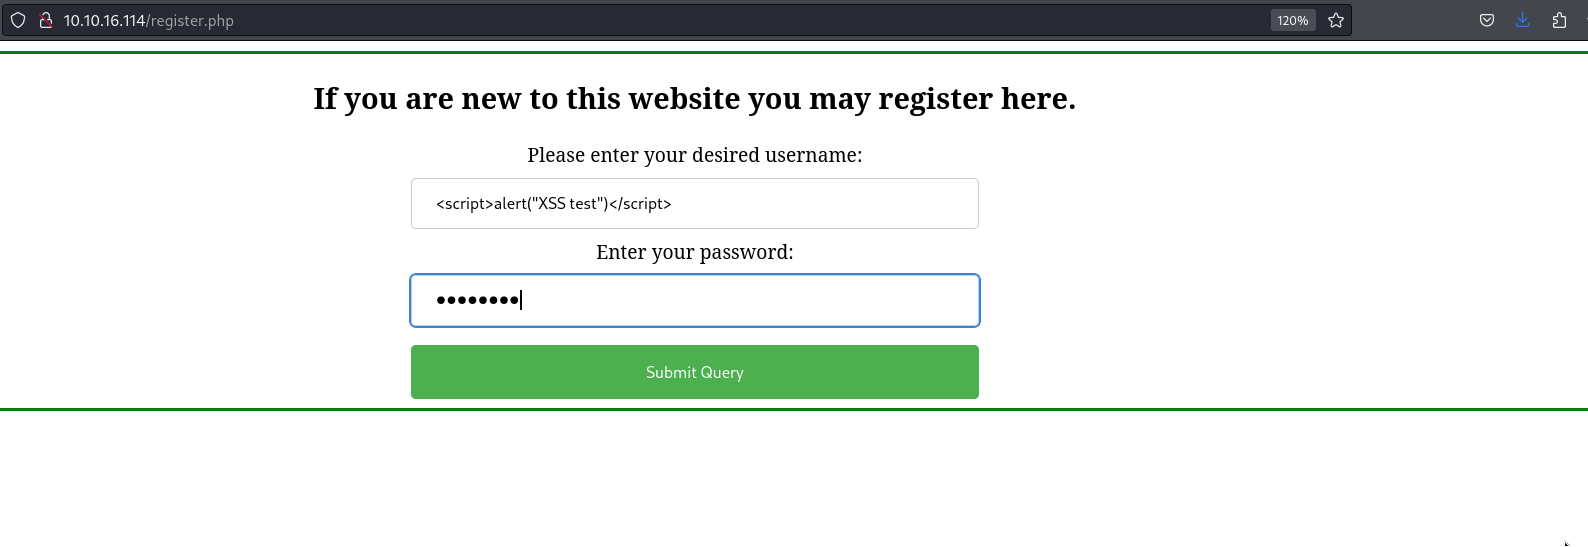 10.10.16.114/register.php
120%
If you are new to this website you may register here.
Please enter your desired username:
<script>alert("XSS test")</script>
Enter your password:
Submit Query